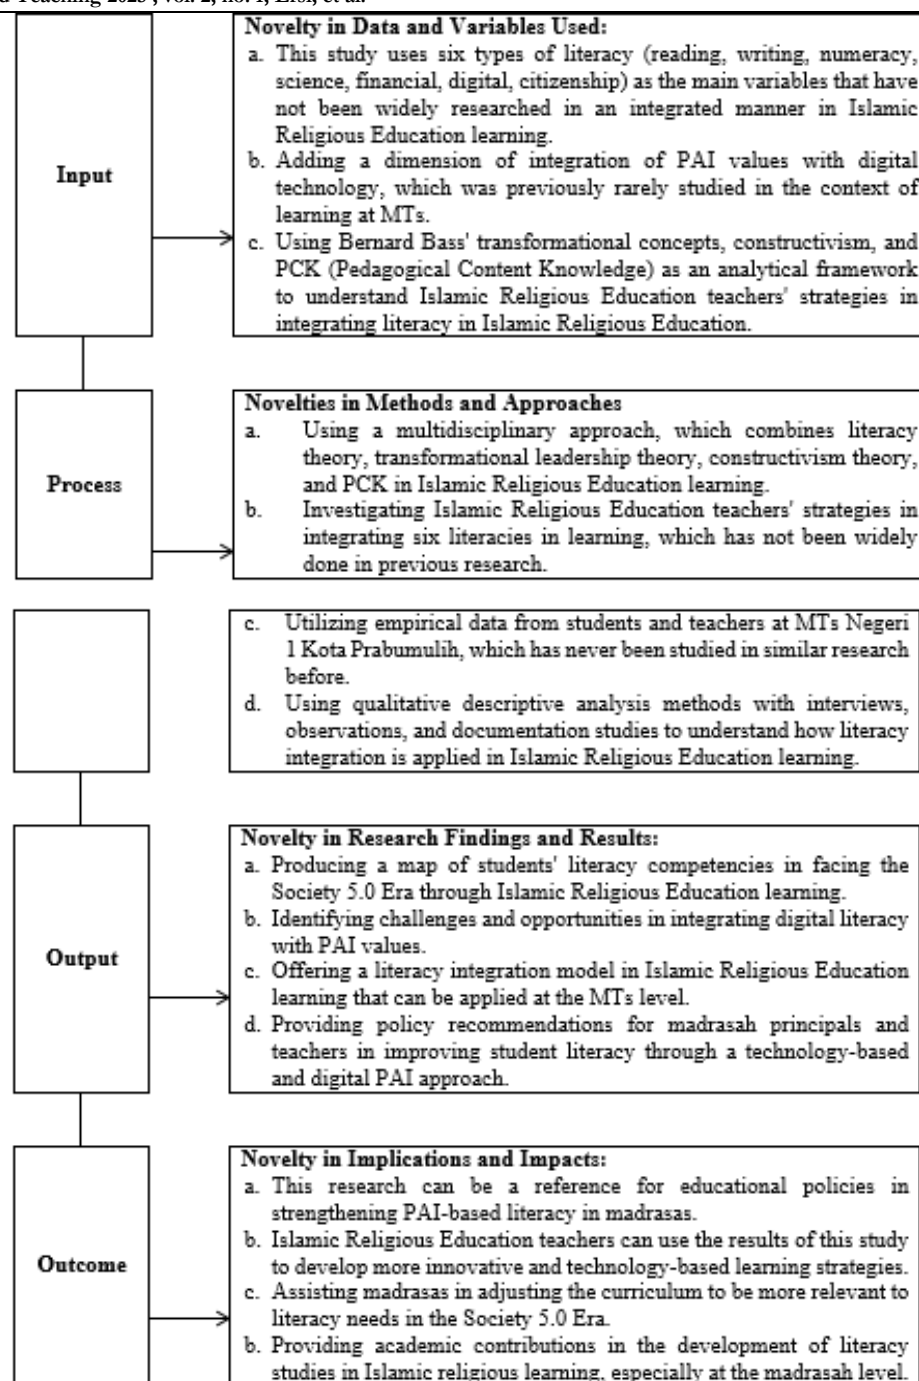 Novelty in Data and Variables Used:
a. This study uses six types of literacy (reading, writing, numeracy,
science, financial, digital, citizenship) as the main variables that have
not been widely researched in an integrated manner in Islamic
Religious Education learning.
Input
b. Adding a dimension of integration of PAI values with digital
technology, which was previously rarely studied in the context of
learning at MTs.
c. Using Bernard Bass' transformational concepts, constructivism, and
PCK (Pedagogical Content Knowledge) as an analytical framework
to understand Islamic Religious Education teachers' strategies in
integrating literacy in Islamic Religious Education.
Novelties in Methods and Approaches
a. Using a multidisciplinary approach, which combines literacy
theory, transformational leadership theory, constructivism theory,
and PCK in Islamic Religious Education learning.
Process
b. Investigating Islamic Religious Education teachers' strategies in
integrating six literacies in learning, which has not been widely
done in previous research.
c. Utilizing empirical data from students and teachers at MTs Negeri
1 Kota Prabumulih, which has never been studied in similar research
before.
d. Using qualitative descriptive analysis methods with interviews,
observations, and documentation studies to understand how literacy
integration is applied in Islamic Religious Education learning.
Novelty in Research Findings and Results:
a. Producing a map of students' literacy competencies in facing the
Society 5.0 Era through Islamic Religious Education learning.
b. Identifying challenges and opportunities in integrating digital literacy
with PAI values.
Output
c. Offering a literacy integration model in Islamic Religious Education
learning that can be applied at the MTs level.
d. Providing policy recommendations for madrasah principals and
teachers in improving student literacy through a technology-based
and digital PAI approach.
Novelty in Implications and Impacts:
a. This research can be a reference for educational policies in
strengthening PAI-based literacy in madrasas.
b. Islamic Religious Education teachers can use the results of this study
to develop more innovative and technology-based learning strategies.
Outcome
c. Assisting madrasas in adjusting the curriculum to be more relevant to
literacy needs in the Society 5.0 Era.
b. Providing academic contributions in the development of literacy
studies in Islamic religious learning, especially at the madrasah level.